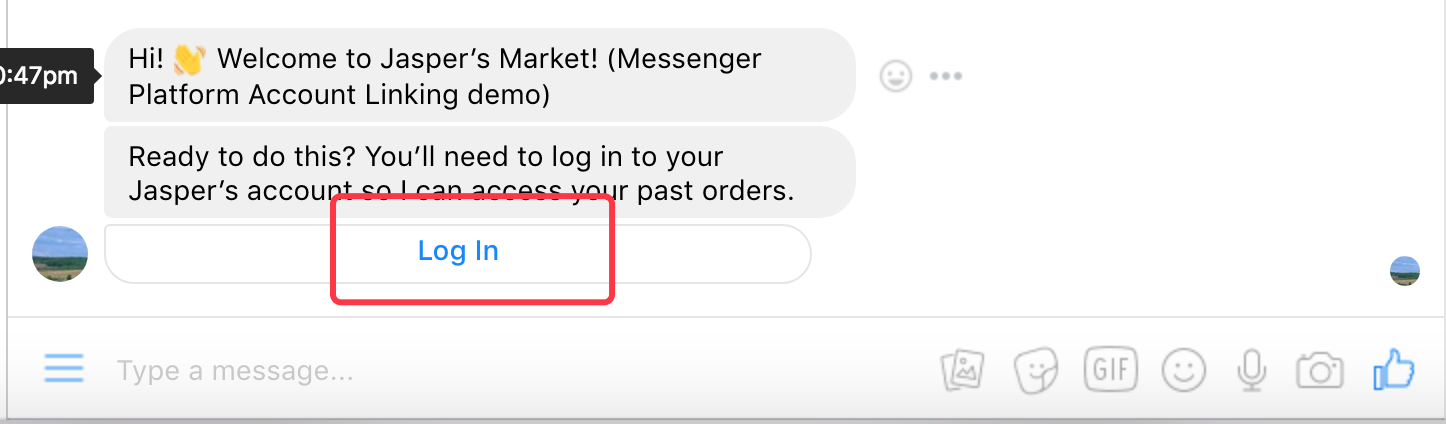 Hi! 👋 Welcome to Jasper’s Market! (Messenger
Platform Account Linking demo)
0:47pm
Ready to do this? You’ll need to log in to your
Jasper’s account so I can access your past orders.
Log In
Type a message...
GIF